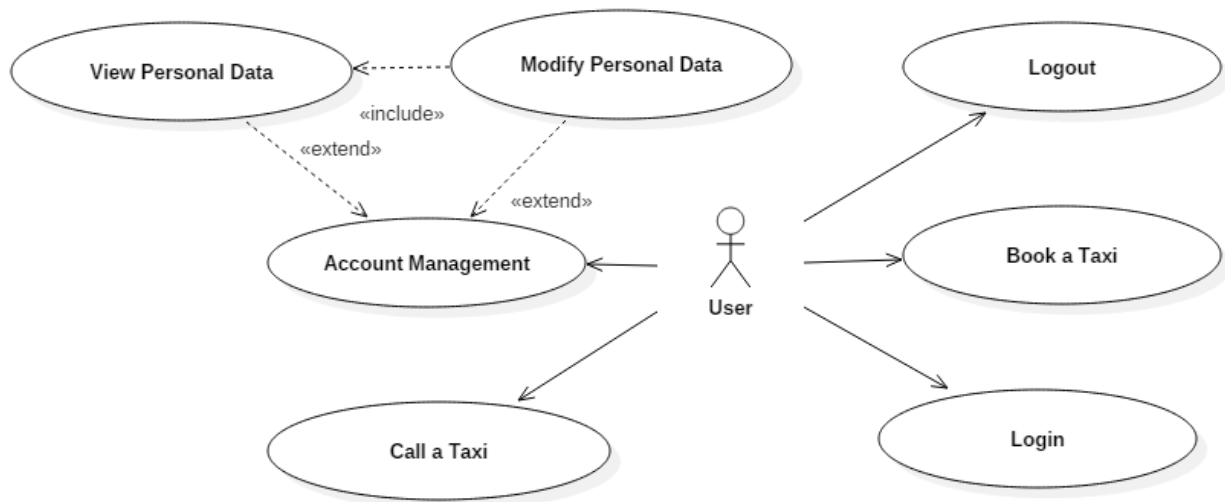 View Personal Data
Modify Personal Data
Logout
«include»
«extend»
«extend»
Account Management
Book a Taxi
User
Call a Taxi
Login